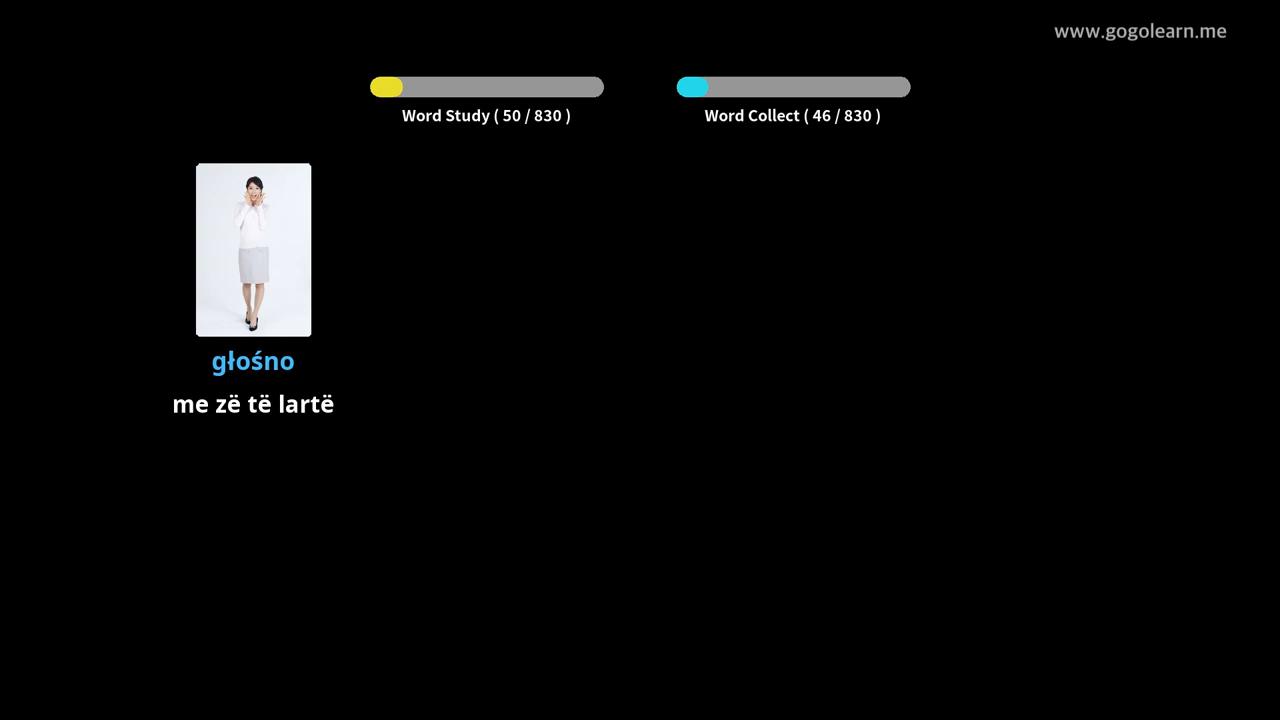 www.gogolearn.me
Word Study ( 50 / 830 )
Word Collect ( 46 / 830 )
głośno
me zë të lartë